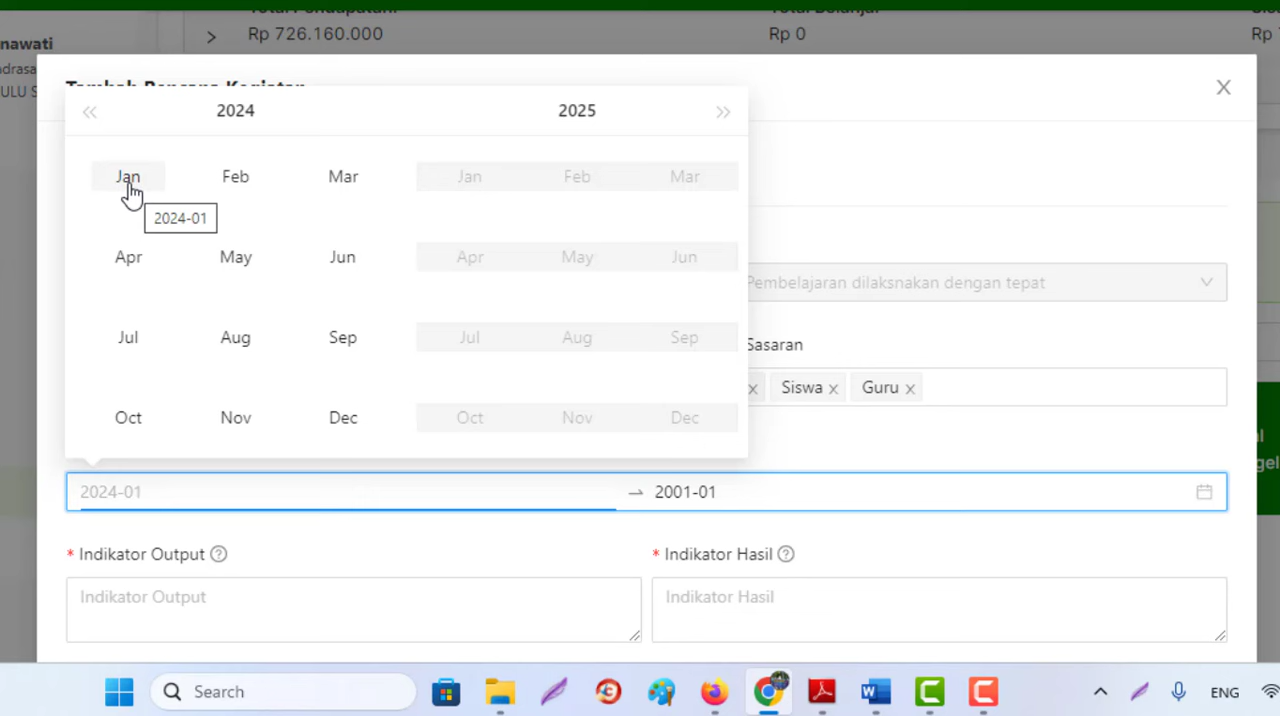 Rp 726.160.000
Rp 0
Rp
nawati
2024
2025
Jan Feb Mar Jan Feb Mar
2024-01
Apr May Jun Apr May Jun
Jul Aug Sep Jul Aug Sep
Oct Nov Dec Oct Nov Dec
Pembelajaran dilaksnakan dengan tepat
Sasaran
Siswa x Guru x
2024-01 → 2001-01
* Indikator Output ?
* Indikator Hasil ?
Indikator Output
Indikator Hasil
Search
ENG